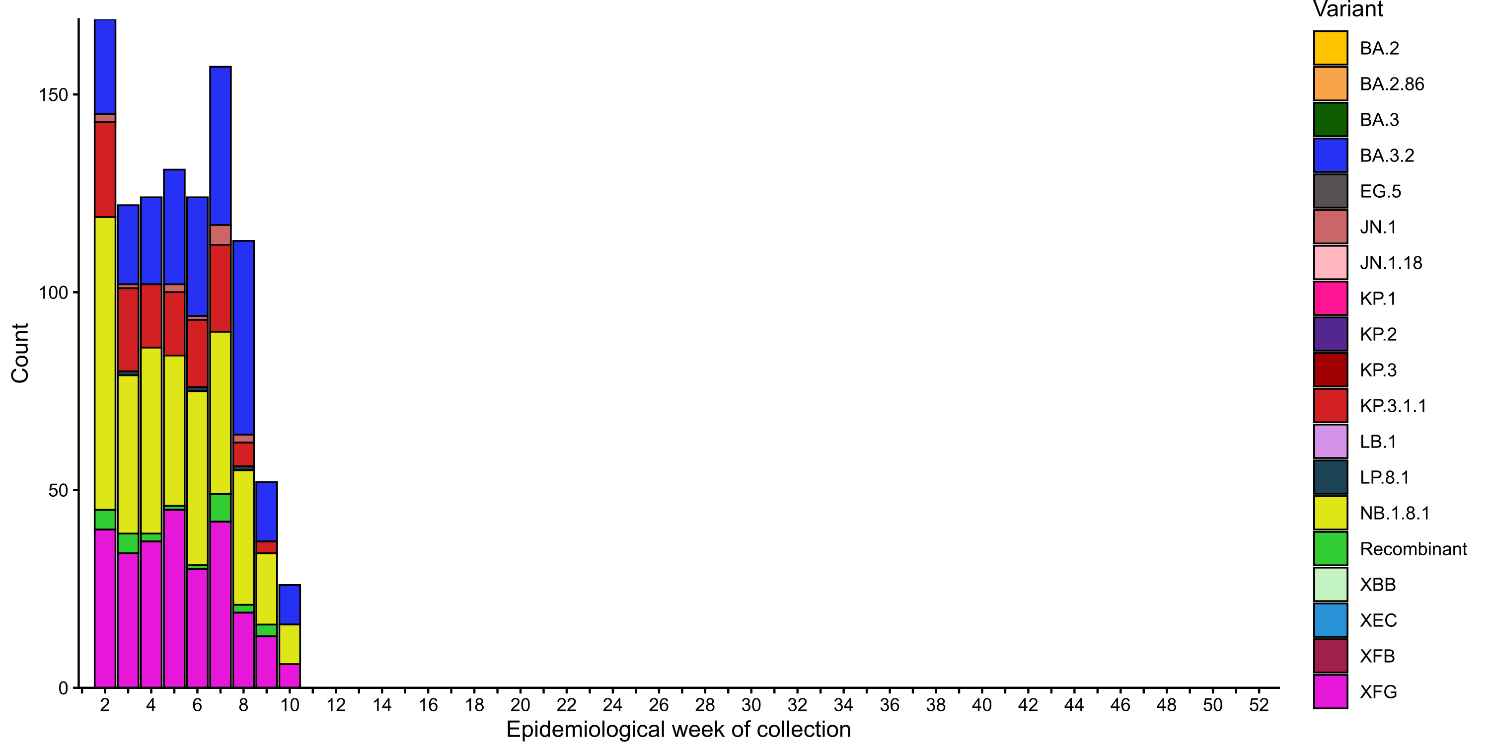 Variant
BA.2
BA.2.86
BA.3
BA.3.2
EG.5
JN.1
JN.1.18
KP.1
KP.2
KP.3
KP.3.1.1
LB.1
LP.8.1
NB.1.8.1
Recombinant
XBB
XEC
XFB
XFG
Count
150
100
50
0
2 4 6 8 10 12 14 16 18 20 22 24 26 28 30 32 34 36 38 40 42 44 46 48 50 52
Epidemiological week of collection